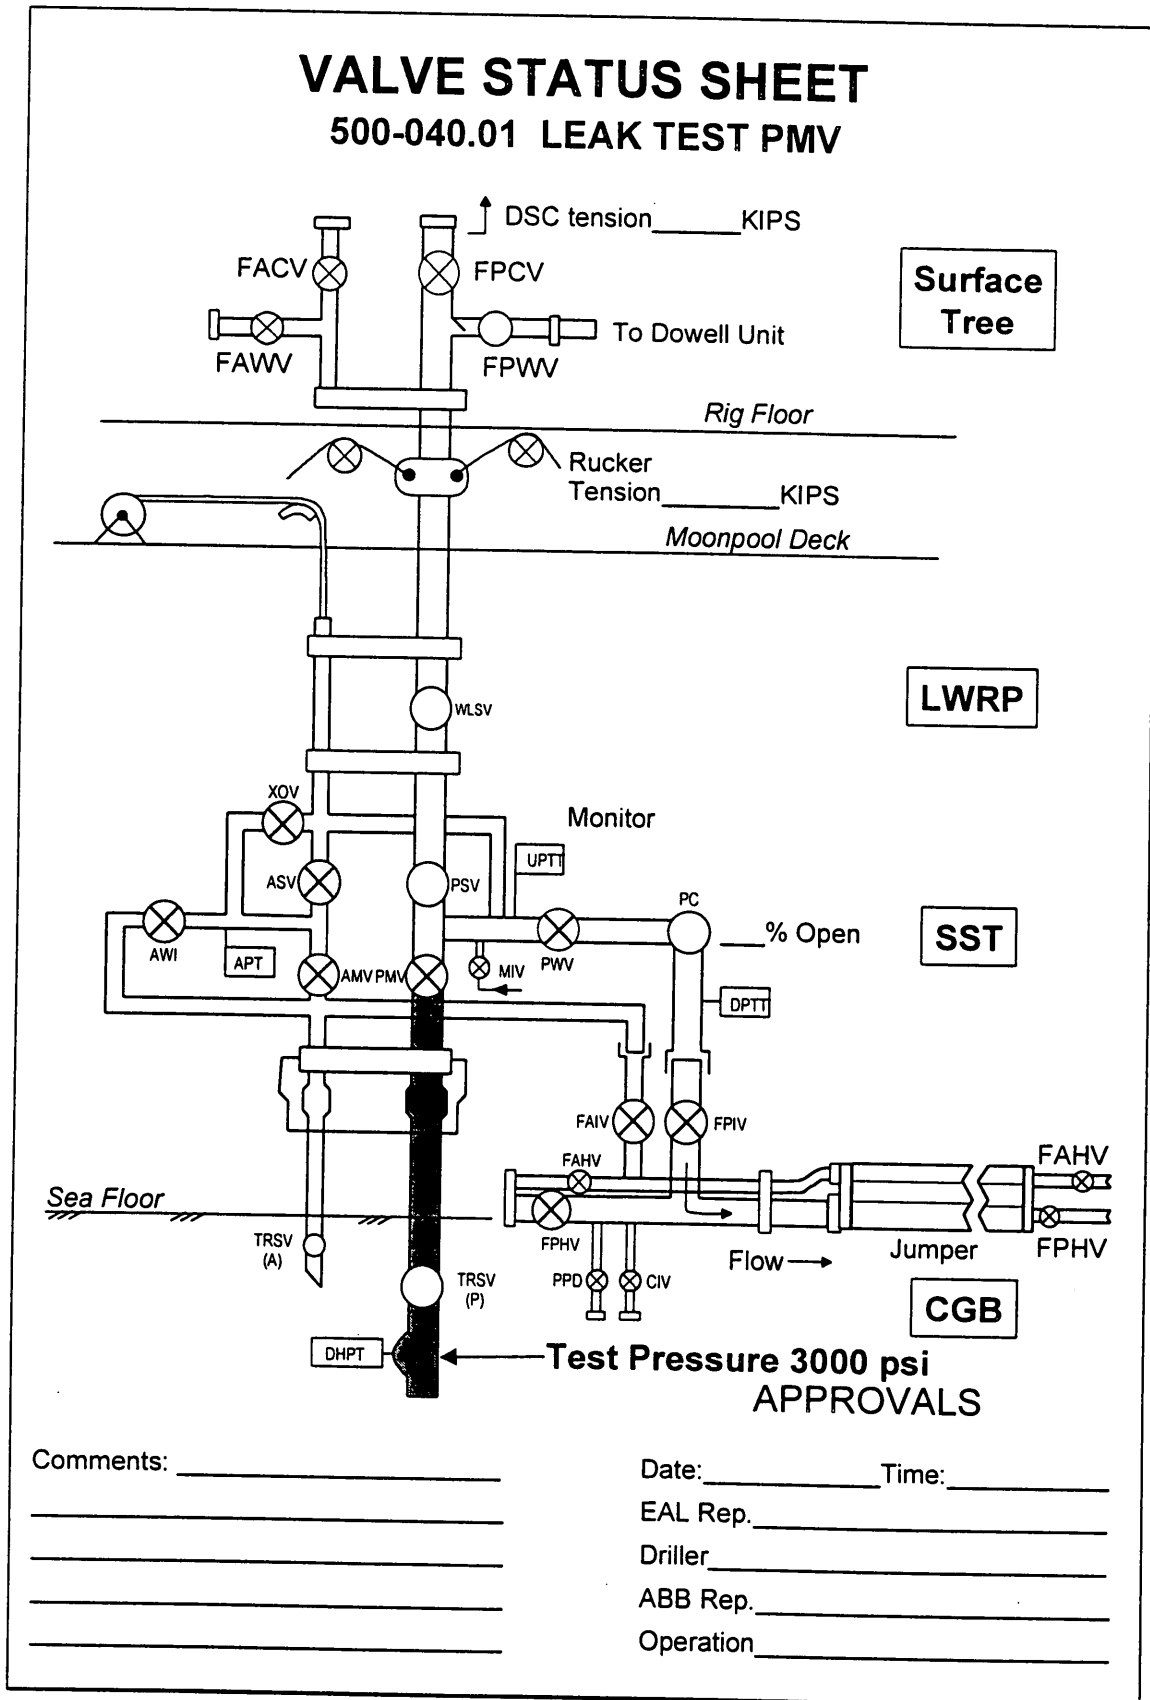 VALVE STATUS SHEET
500-040.01 LEAK TEST PMV
DSC tension______KIPS
FACV
FPCV
Surface
Tree
To Dowell Unit
FAWV
FPWV
Rig Floor
Rucker
Tension________KIPS
Moonpool Deck
LWRP
WLSV
XOV
Monitor
UPTT
ASV
PSV
PC
___% Open
SST
AWI
APT
PWV
AMV
PMV
MIV
DPTT
FAIV
FPIV
FAHV
FAHV
Sea Floor
FPHV
TRSV
(A)
Flow
Jumper
FPHV
TRSV
(P)
PPD
CIV
CGB
DHPT
Test Pressure 3000 psi
APPROVALS
Comments:
Date:____________Time:___________
EAL Rep.
Driller
ABB Rep.
Operation